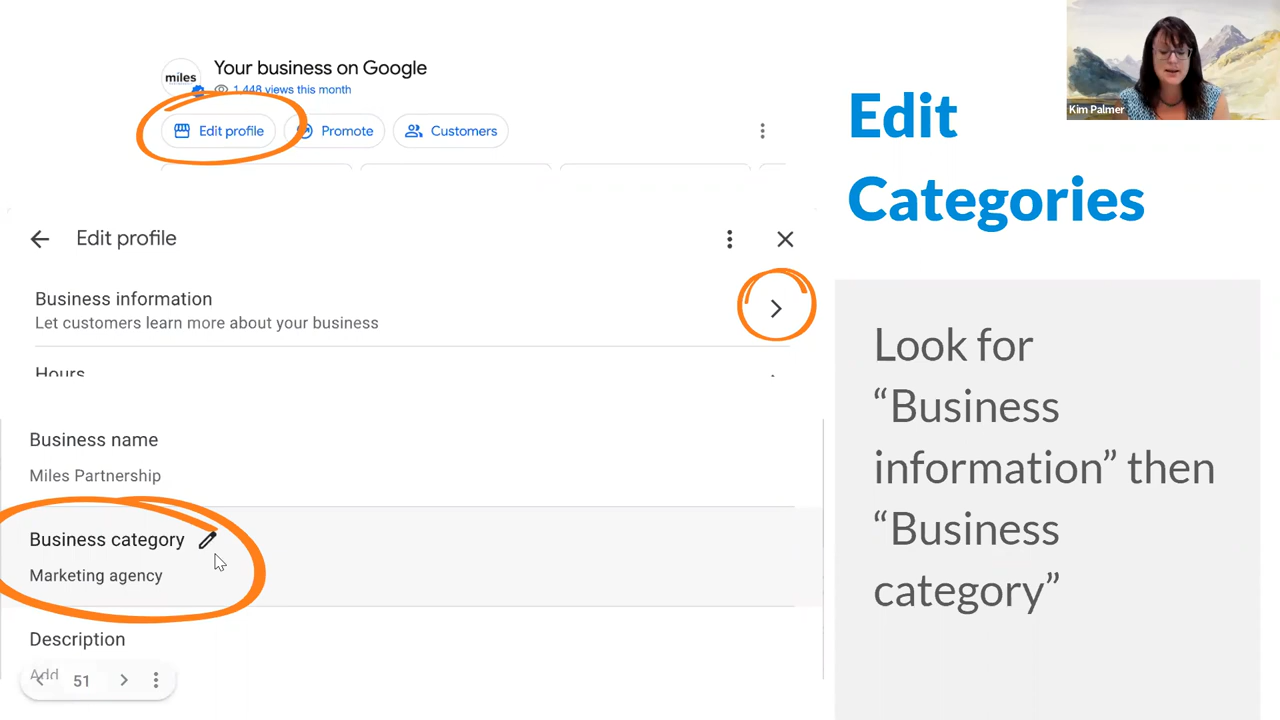 miles
Your business on Google
1,448 views this month
Edit profile
Promote
Customers
Edit profile
Business information
Let customers learn more about your business
Hours
Business name
Miles Partnership
Business category
Marketing agency
Description
Add
51
Edit
Categories
Look for
“Business
information” then
“Business
category”
Kim Palmer